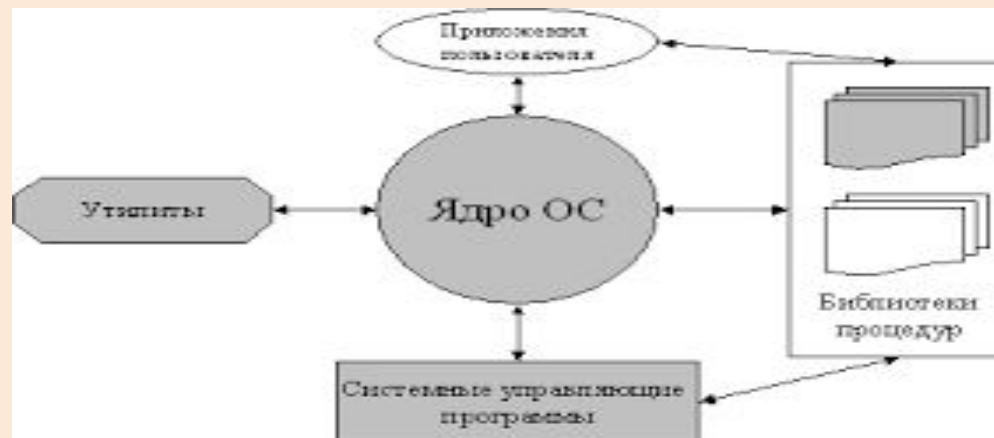 Приложения
пользователя
Утилиты
Ядро ОС
Библиотеки
процедур
Системные управляющие
программы